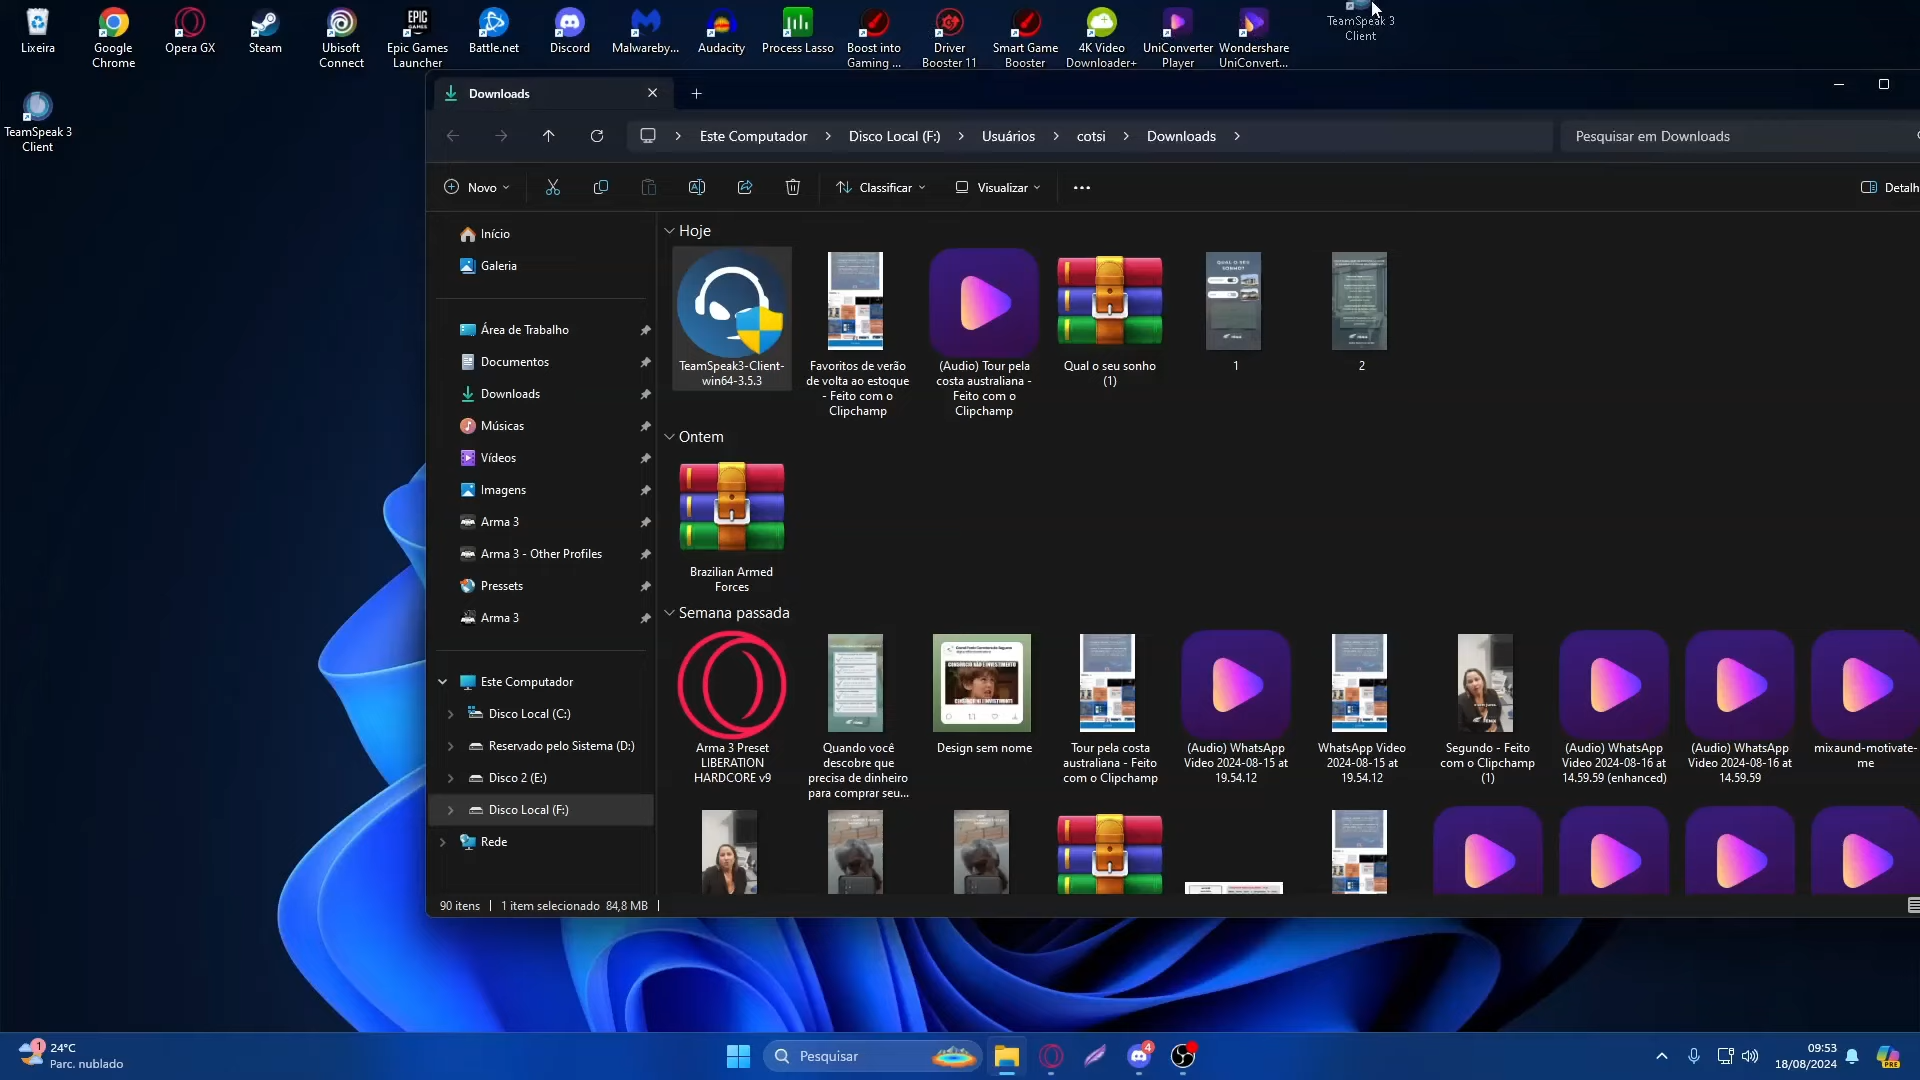 Lixeira
Google
Chrome
Opera GX
Steam
Ubisoft
Connect
EPIC
GAMES
Epic Games
Launcher
Battle.net
Discord
Malwareby...
Audacity
Process Lasso
Boost into
Gaming ...
Driver
Booster 11
Smart Game
Booster
4K Video
Downloader+
UniConverter
Player
Wondershare
UniConvert...
TeamSpeak 3
Client
TeamSpeak 3
Client
Downloads
Este Computador
Disco Local (F:)
Usuários
cotsi
Downloads
Pesquisar em Downloads
Novo
Classificar
Visualizar
Detalh
Início
Galeria
Área de Trabalho
Documentos
Downloads
Músicas
Vídeos
Imagens
Arma 3
Arma 3 - Other Profiles
Pressets
Arma 3
Este Computador
Disco Local (C:)
Reservado pelo Sistema (D:)
Disco 2 (E:)
Disco Local (F:)
Rede
Hoje
TeamSpeak3-Client-
win64-3.5.3
Favoritos de verão
de volta ao estoque
- Feito com o
Clipchamp
(Audio) Tour pela
costa australiana -
Feito com o
Clipchamp
Qual o seu sonho
(1)
QUAL O SEU
SONHO?
1
2
Ontem
Brazilian Armed
Forces
Semana passada
Arma 3 Preset
LIBERATION
HARDCORE v9
Quando você
descobre que
precisa de dinheiro
para comprar seu...
Design sem nome
Tour pela costa
australiana - Feito
com o Clipchamp
(Audio) WhatsApp
Video 2024-08-15 at
19.54.12
WhatsApp Video
2024-08-15 at
19.54.12
Segundo - Feito
com o Clipchamp
(1)
(Audio) WhatsApp
Video 2024-08-16 at
14.59.59 (enhanced)
(Audio) WhatsApp
Video 2024-08-16 at
14.59.59
mixaund-motivate-
me
90 itens
1 item selecionado 84,8 MB
1
24°C
Parc. nublado
Pesquisar
4
09:53
18/08/2024
PRE